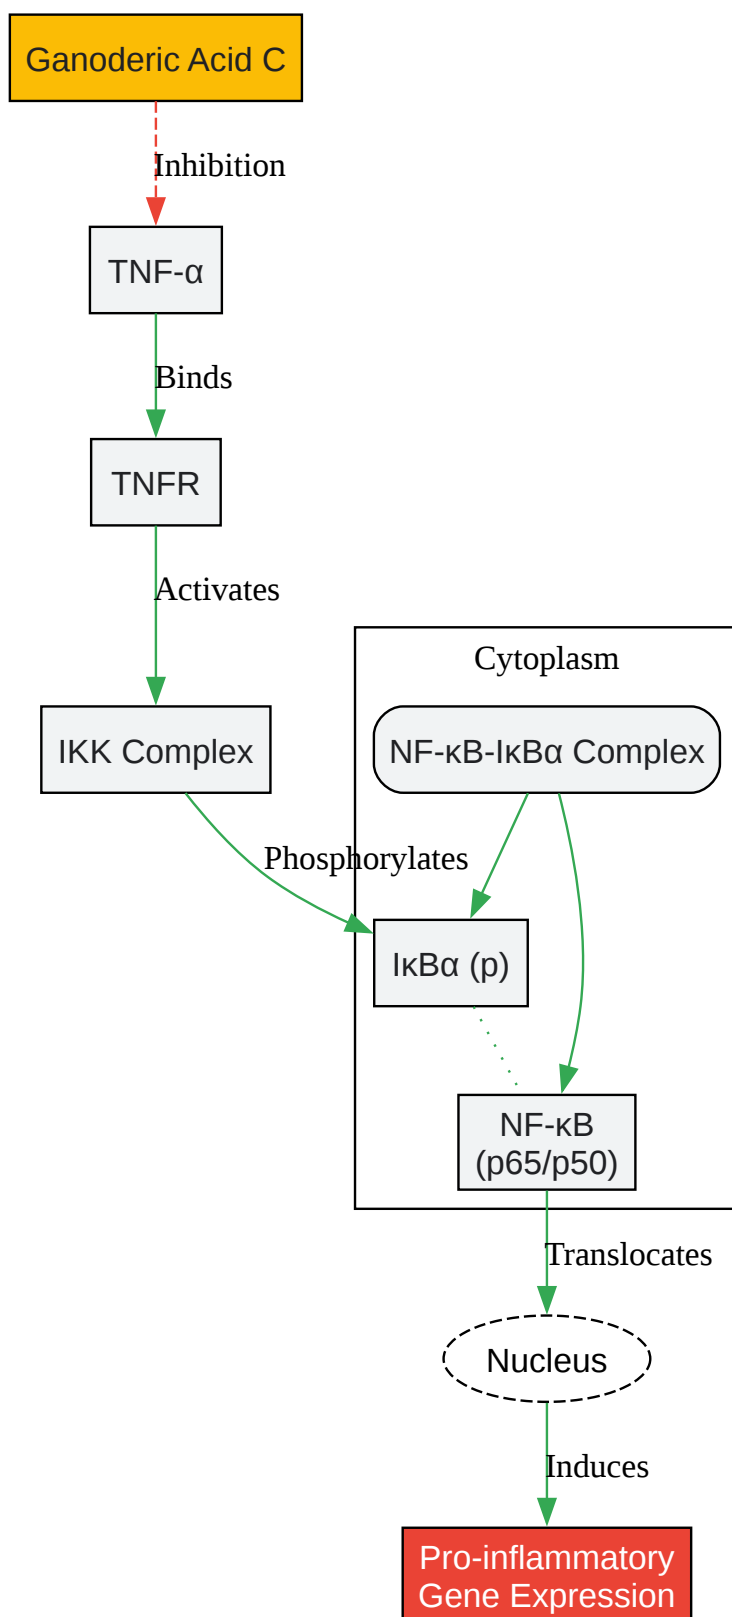 Ganoderic Acid C
Inhibition
TNF-α
Binds
TNFR
Activates
Cytoplasm
IKK Complex
NF-κB-IκBα Complex
Phosphorylates
IκBα (p)
NF-κB
(p65/p50)
Translocates
Nucleus
Induces
Pro-inflammatory
Gene Expression